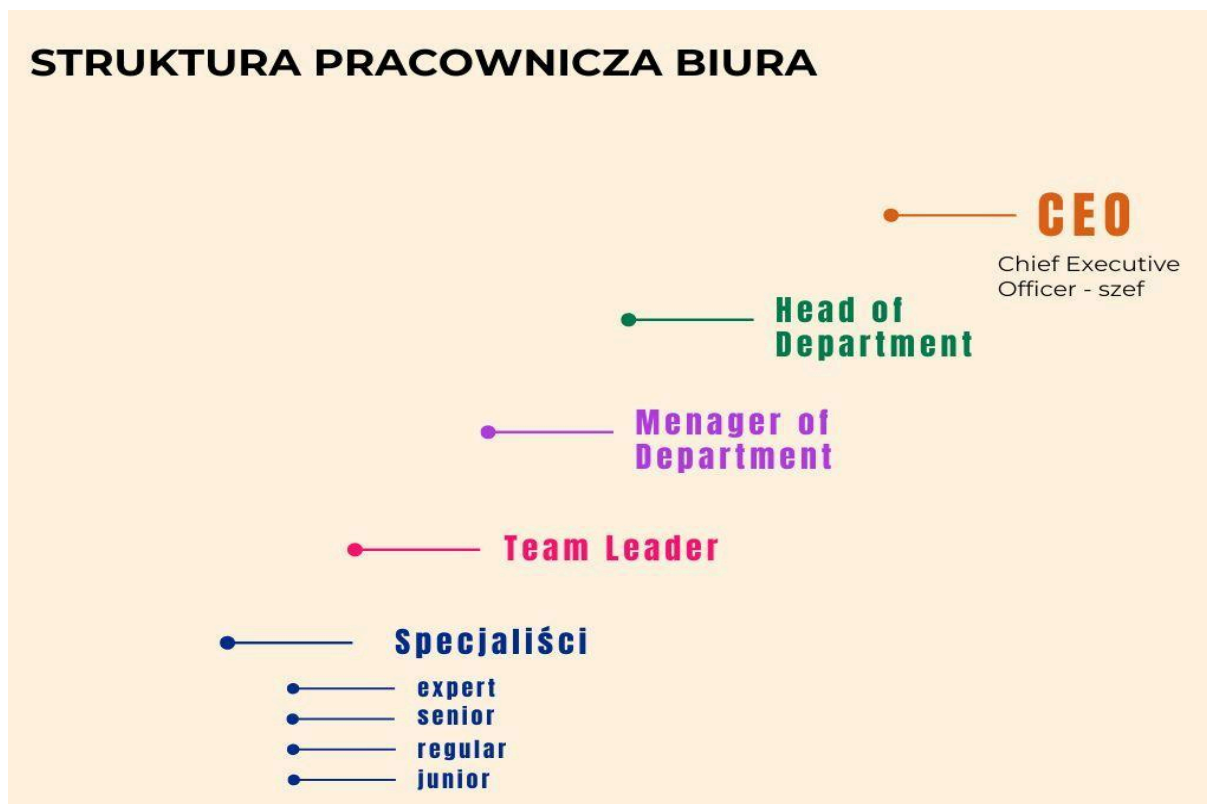 STRUKTURA PRACOWNICZA BIURA
CEO
Chief Executive
Officer - szef
Head of
Department
Menager of
Department
Team Leader
Specjaliści
expert
senior
regular
junior